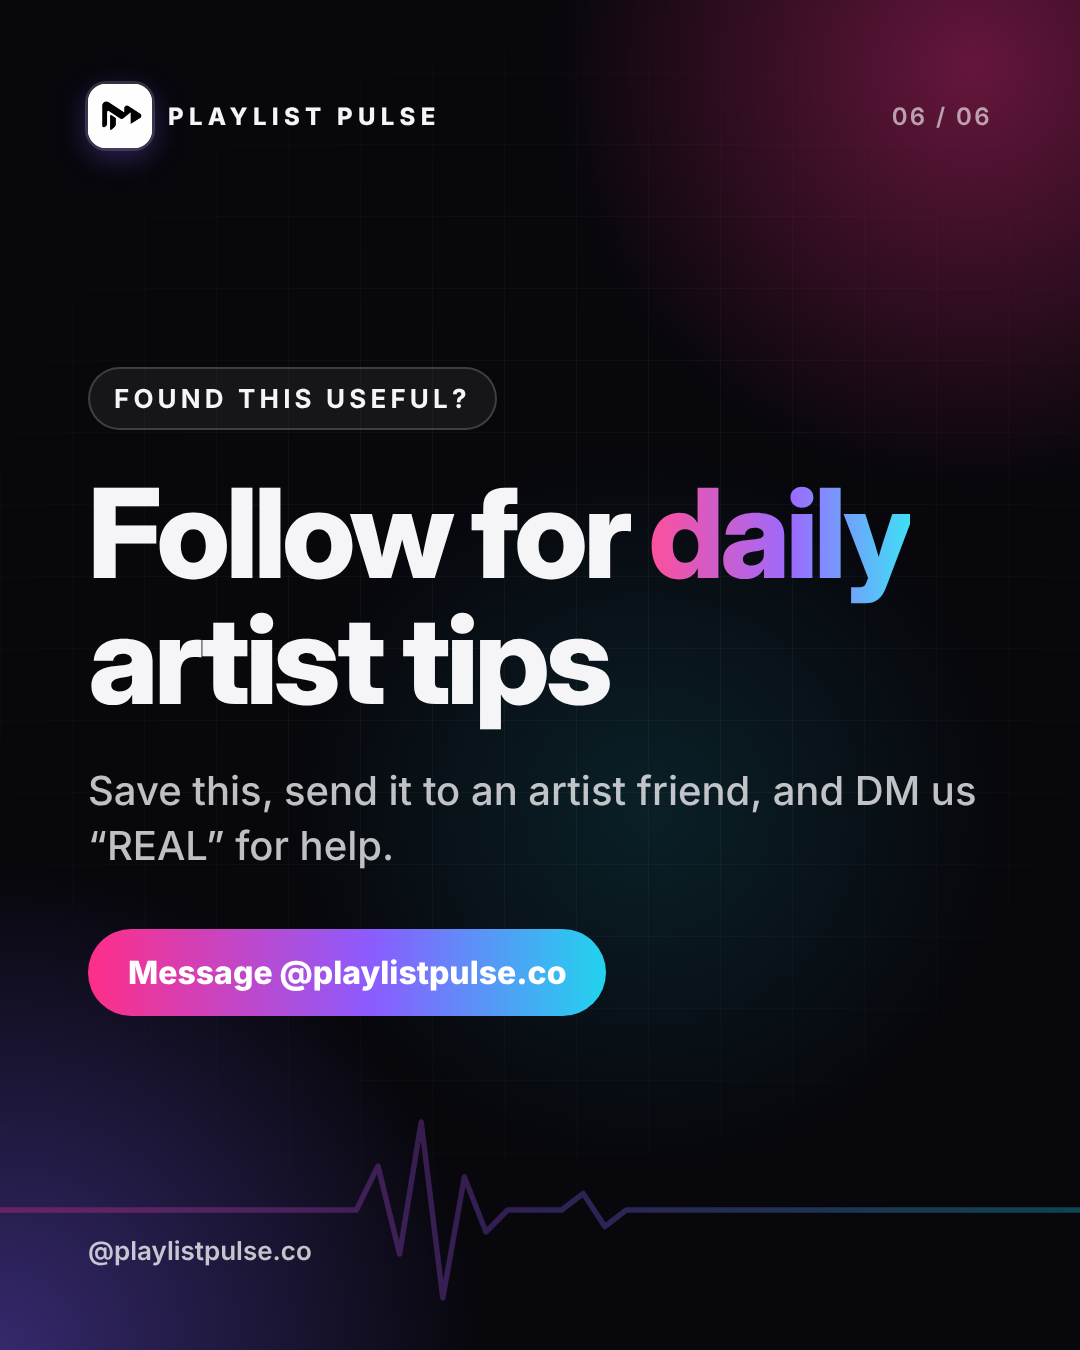 PLAYLIST PULSE
06 / 06
FOUND THIS USEFUL?
Follow for daily
artist tips
Save this, send it to an artist friend, and DM us
“REAL” for help.
Message @playlistpulse.co
@playlistpulse.co